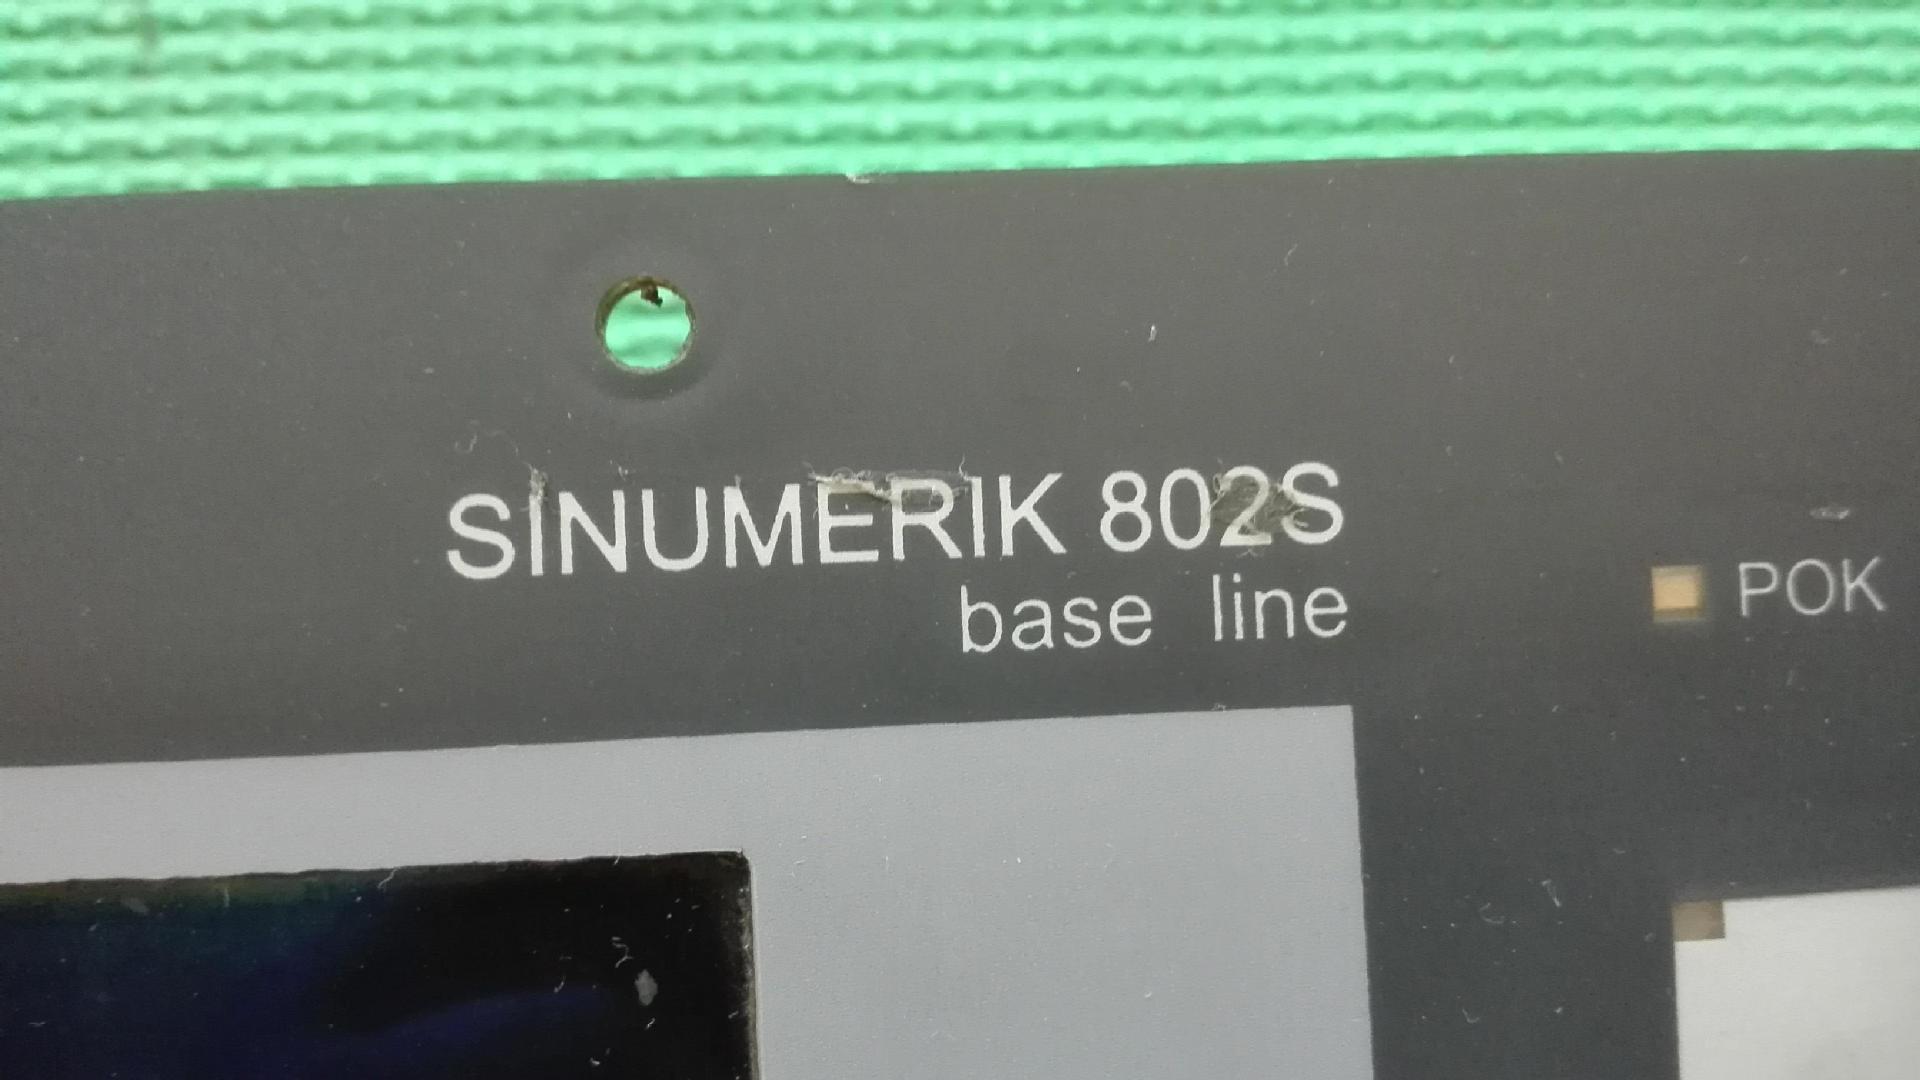 SINUMERIK 802S
base line
POK